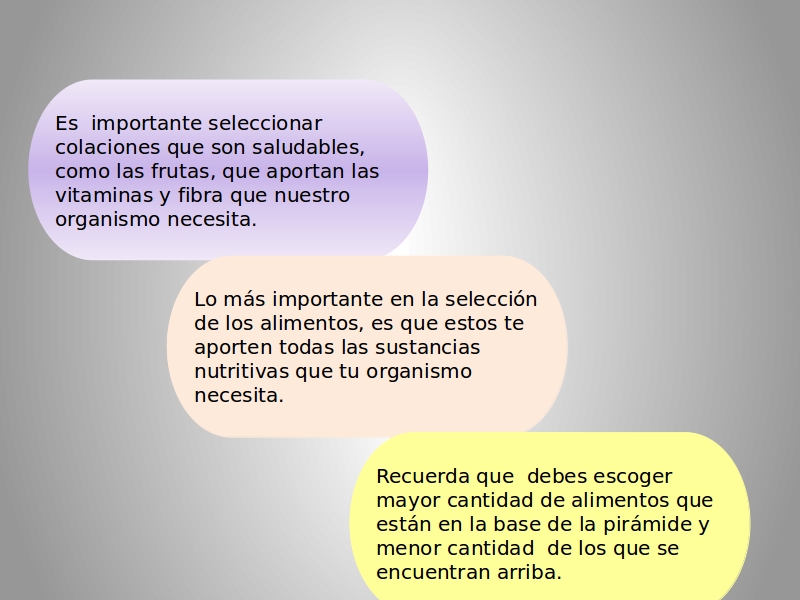 Es  importante seleccionar
colaciones que son saludables,
como las frutas, que aportan las
vitaminas y fibra que nuestro
organismo necesita.
Lo más importante en la selección
de los alimentos, es que estos te
aporten todas las sustancias
nutritivas que tu organismo
necesita.
Recuerda que  debes escoger
mayor cantidad de alimentos que
están en la base de la pirámide y
menor cantidad  de los que se
encuentran arriba.